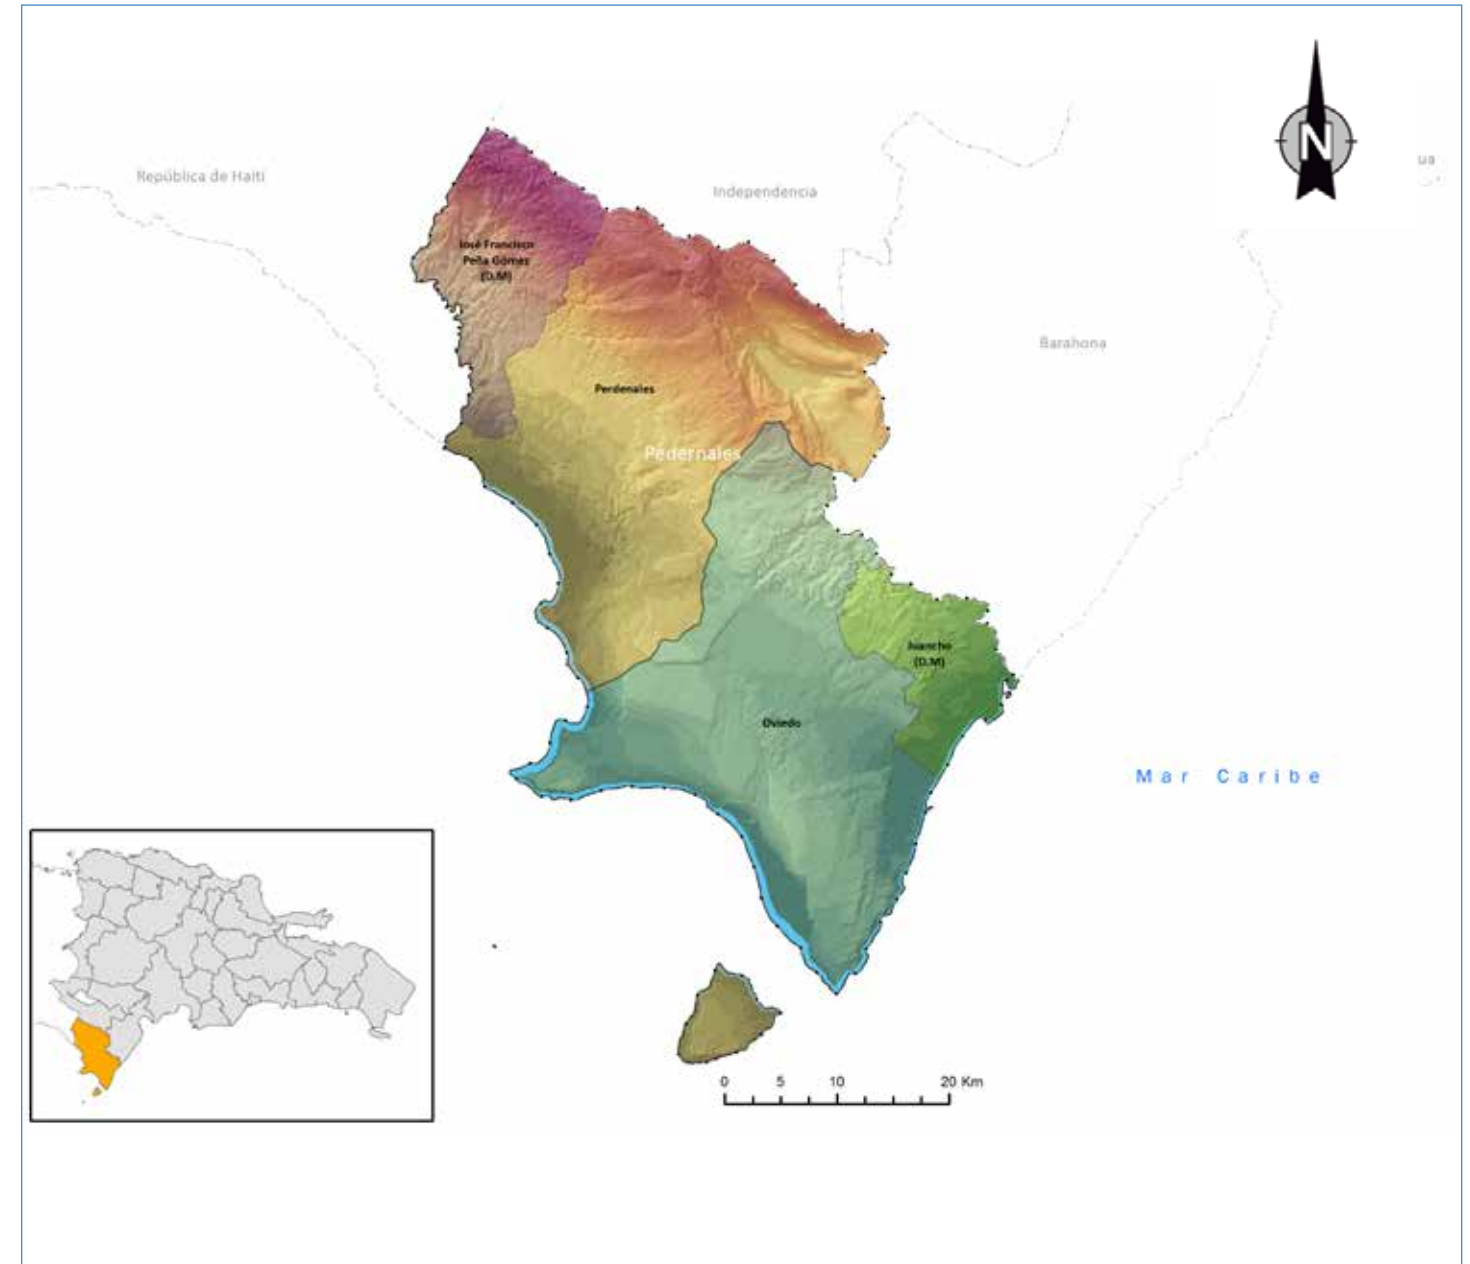 N
ua
República de Haití
Independencia
José Francisco
Peña Gómez
(D.M)
Barahona
Perdenales
Pedernales
Juancho
(D.M)
Oviedo
Mar Caribe
0 5 10 20 Km